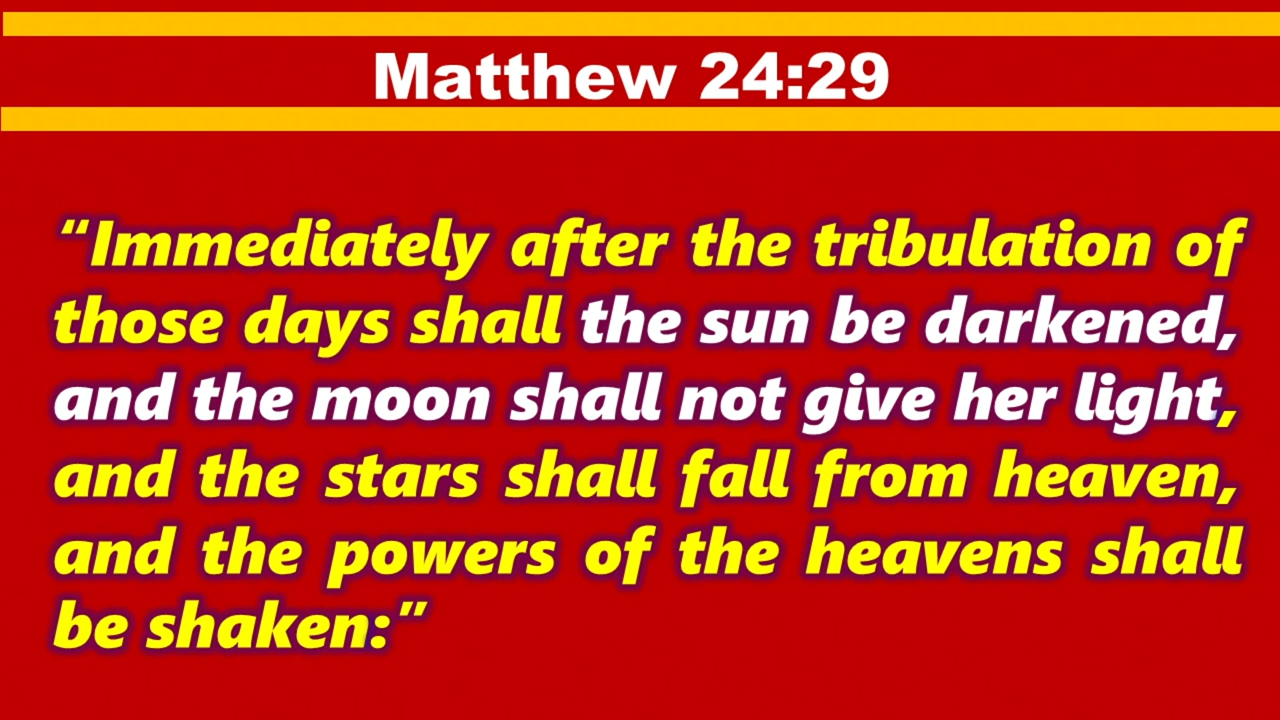 Matthew 24:29
“Immediately after the tribulation of
those days shall the sun be darkened,
and the moon shall not give her light,
and the stars shall fall from heaven,
and the powers of the heavens shall
be shaken:”